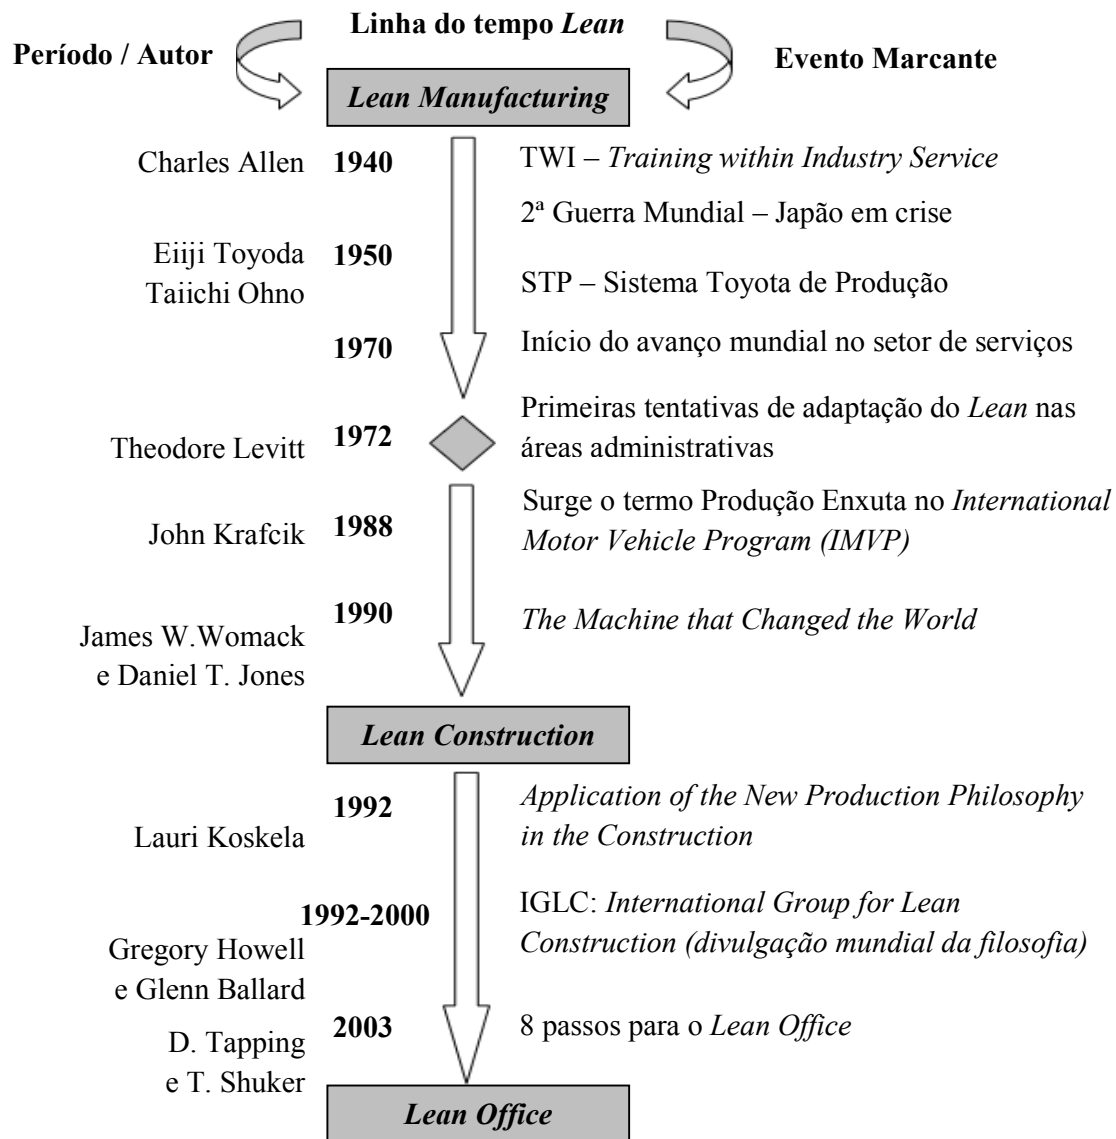 Linha do tempo Lean
Período / Autor
Evento Marcante
Lean Manufacturing
Charles Allen 1940 TWI – Training within Industry Service
2ª Guerra Mundial – Japão em crise
Eiiji Toyoda 1950
Taiichi Ohno
STP – Sistema Toyota de Produção
1970 Início do avanço mundial no setor de serviços
Theodore Levitt 1972 Primeiras tentativas de adaptação do Lean nas
áreas administrativas
John Krafcik 1988 Surge o termo Produção Enxuta no International
Motor Vehicle Program (IMVP)
1990 The Machine that Changed the World
James W.Womack
e Daniel T. Jones
Lean Construction
1992 Application of the New Production Philosophy
Lauri Koskela in the Construction
1992-2000 IGLC: International Group for Lean
Construction (divulgação mundial da filosofia)
Gregory Howell
e Glenn Ballard
2003 8 passos para o Lean Office
D. Tapping
e T. Shuker
Lean Office